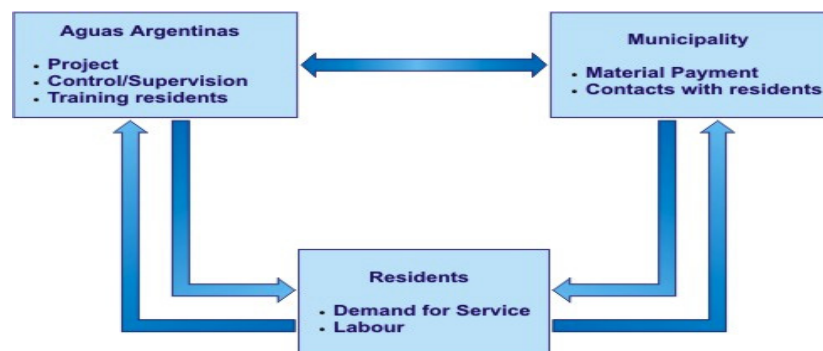 Aguas Argentinas
• Project
• Control/Supervision
• Training residents
Municipality
• Material Payment
• Contacts with residents
Residents
• Demand for Service
• Labour